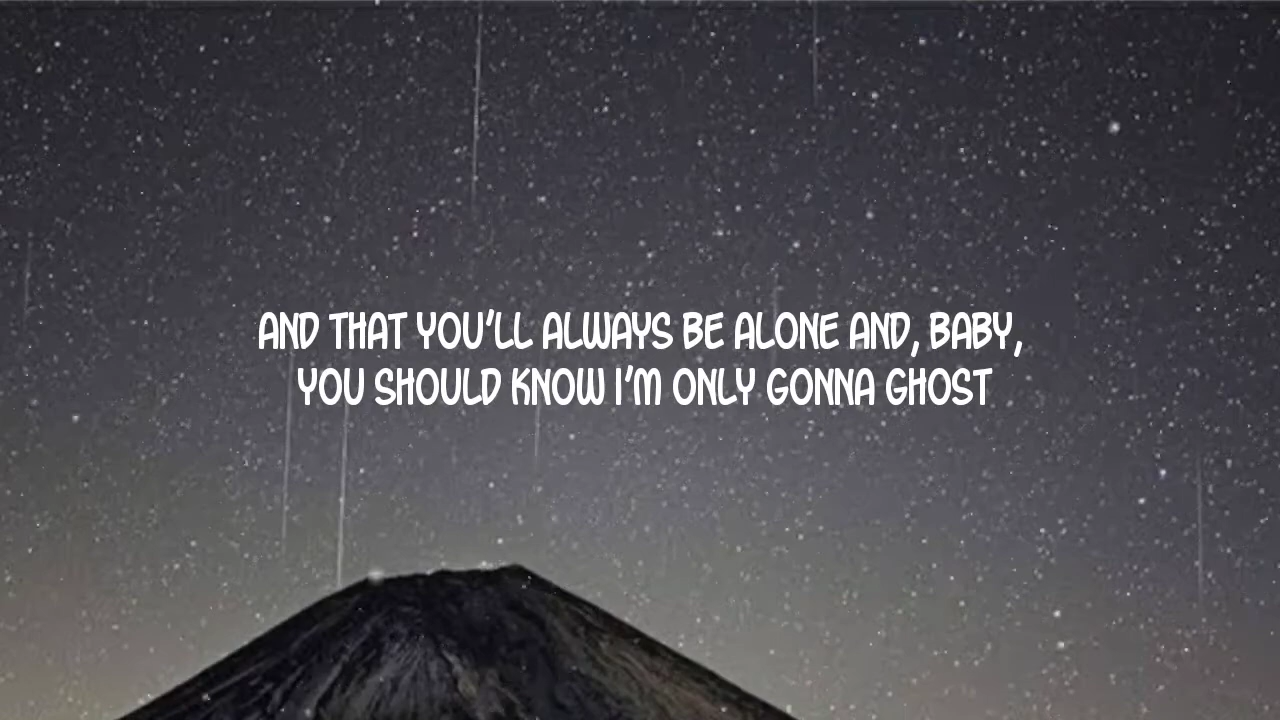 AND THAT YOU'LL ALWAYS BE ALONE AND, BABY,
YOU SHOULD KNOW I'M ONLY GONNA GHOST